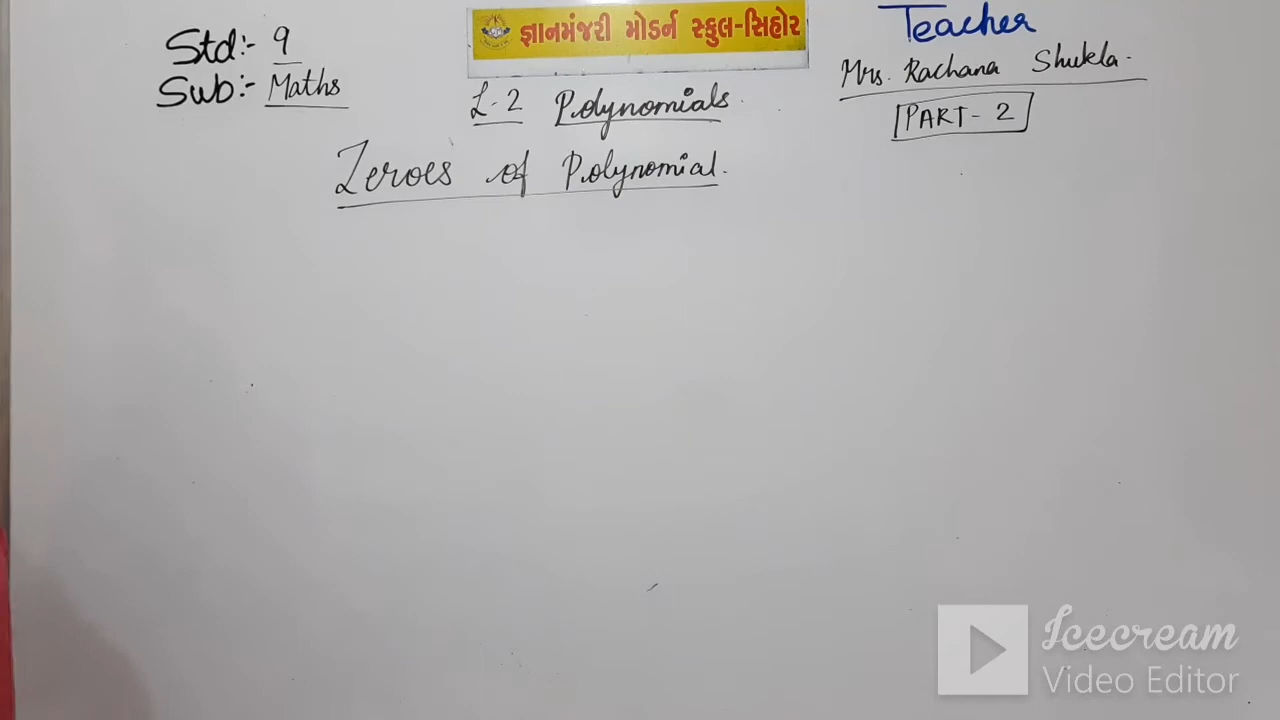 Std:- 9
Sub:- Maths
જ્ઞાનમંજરી મોડર્ન સ્કુલ-સિહોર
Teacher
Mrs. Rachana Shukla.
PART-2
L-2 Polynomials.
Zeroes of Polynomial.
Icecream
Video Editor